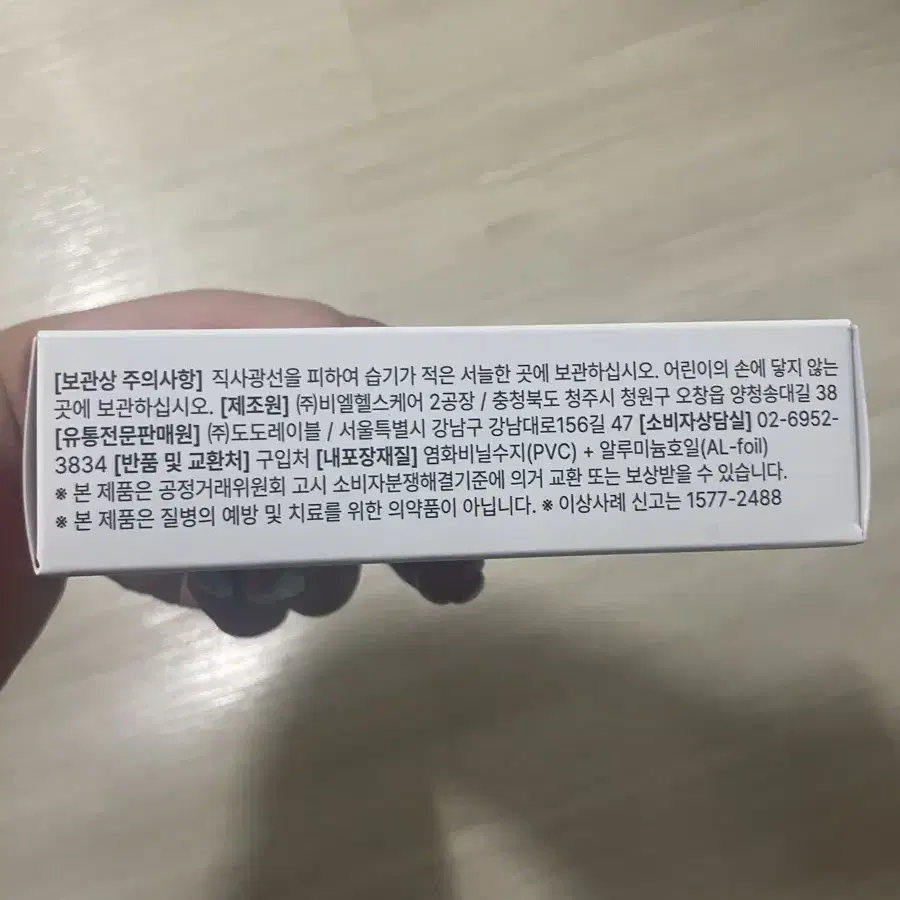 [보관상 주의사항] 직사광선을 피하여 습기가 적은 서늘한 곳에 보관하십시오. 어린이의 손에 닿지 않는
곳에 보관하십시오. [제조원] ㈜비엘헬스케어 2공장 / 충청북도 청주시 청원구 오창읍 양청송대길 38
[유통전문판매원] ㈜도도레이블 / 서울특별시 강남구 강남대로156길 47 [소비자상담실] 02-6952-
3834 [반품 및 교환처] 구입처 [내포장재질] 염화비닐수지(PVC) + 알루미늄호일(AL-foil)
※ 본 제품은 공정거래위원회 고시 소비자분쟁해결기준에 의거 교환 또는 보상받을 수 있습니다.
※ 본 제품은 질병의 예방 및 치료를 위한 의약품이 아닙니다. ※ 이상사례 신고는 1577-2488